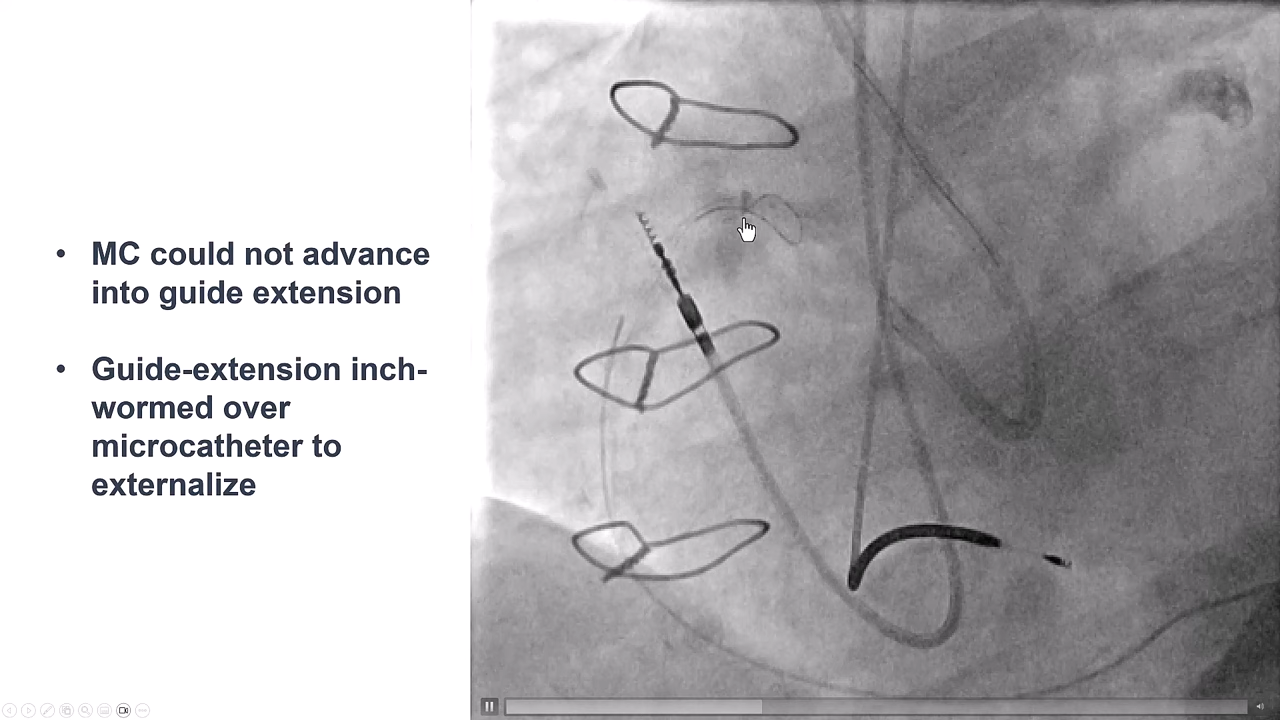 • MC could not advance
into guide extension
• Guide-extension inch-
wormed over
microcatheter to
externalize